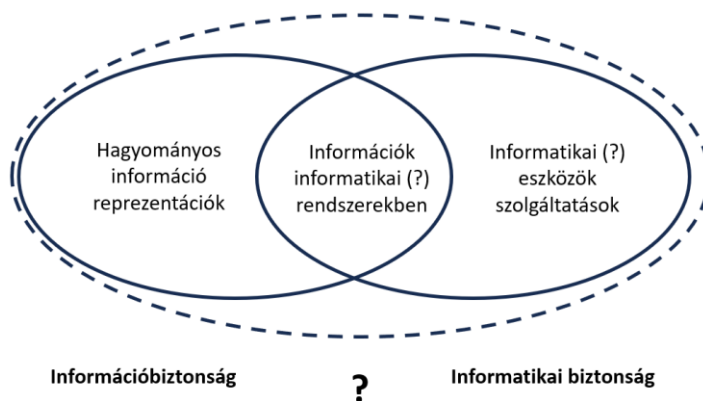 Hagyományos
információ
reprezentációk
Információk
informatikai (?)
rendszerekben
Informatikai (?)
eszközök
szolgáltatások
Információbiztonság
?
Informatikai biztonság